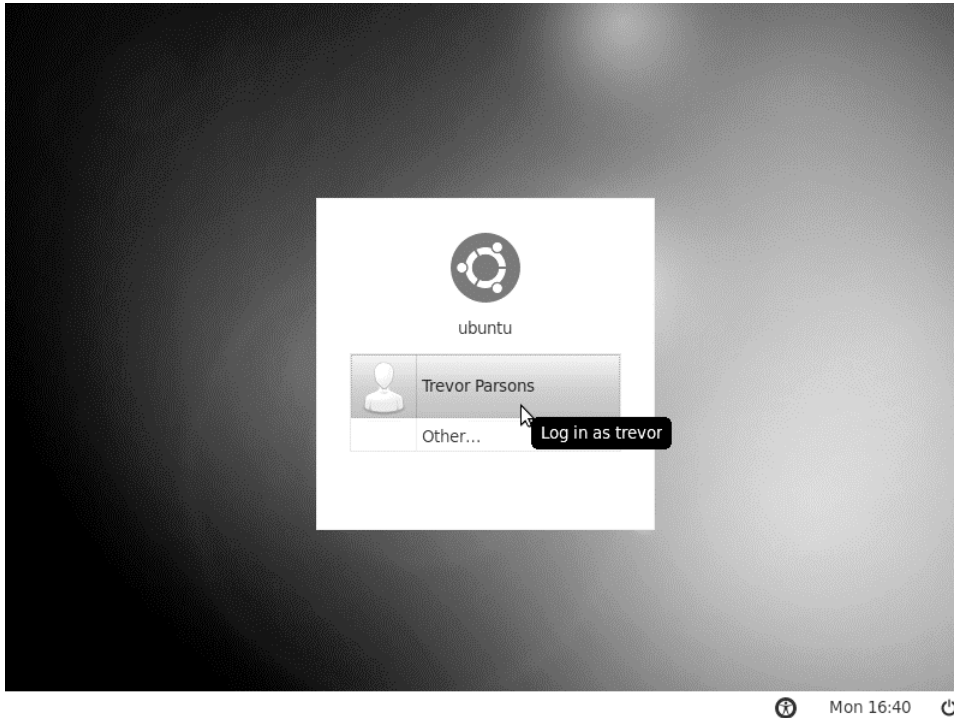 ubuntu
Trevor Parsons
Other...
Log in as trevor
Mon 16:40